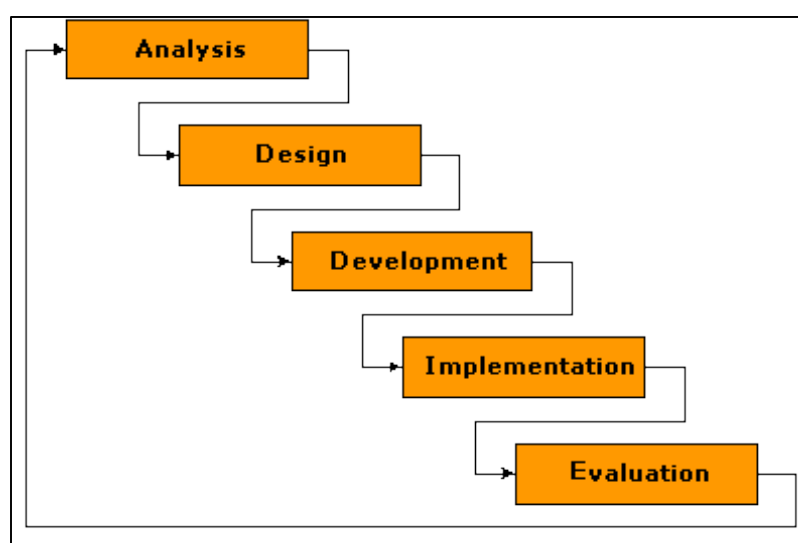 Analysis
Design
Development
Implementation
Evaluation